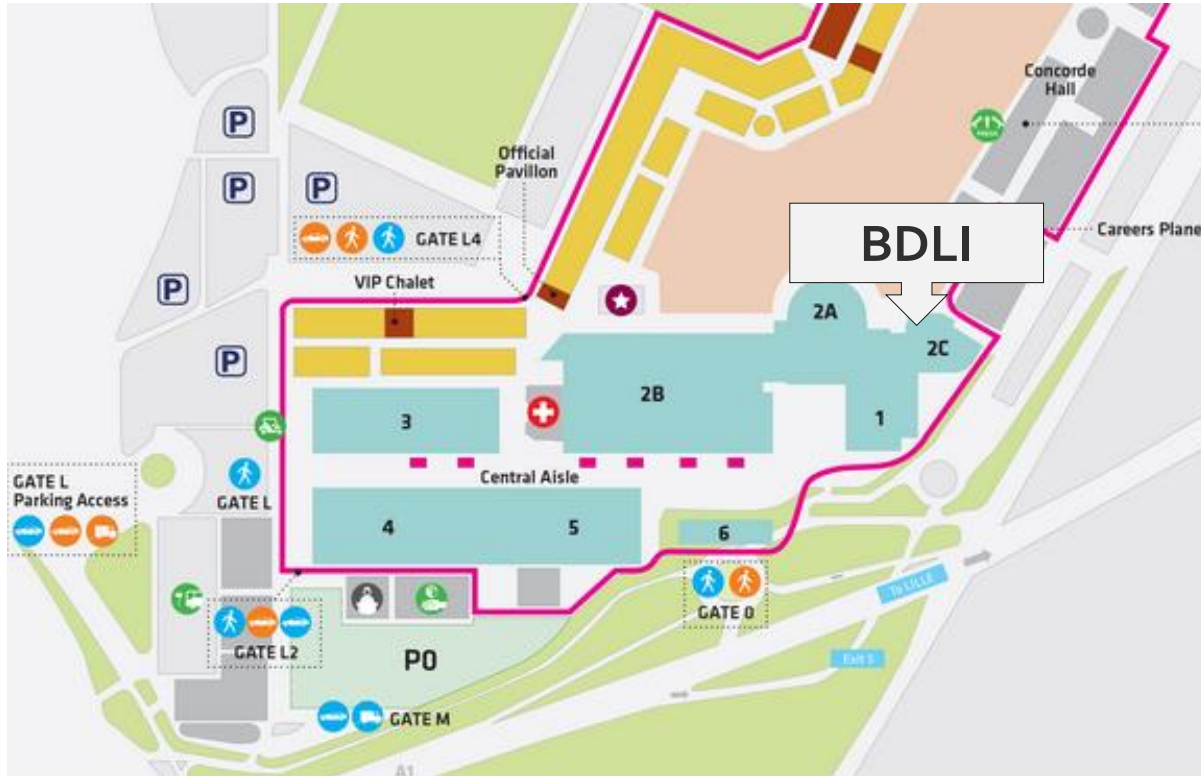 Concorde
Hall
P
Official
Pavillon
P
P
GATE L4
BDLI
Careers Plane
P
VIP Chalet
2A
2C
P
2B
3
1
Central Aisle
GATE L
Parking Access
GATE L
4
5
6
To LILLE
GATE 0
GATE L2
P0
Exit 5
GATE M
A1